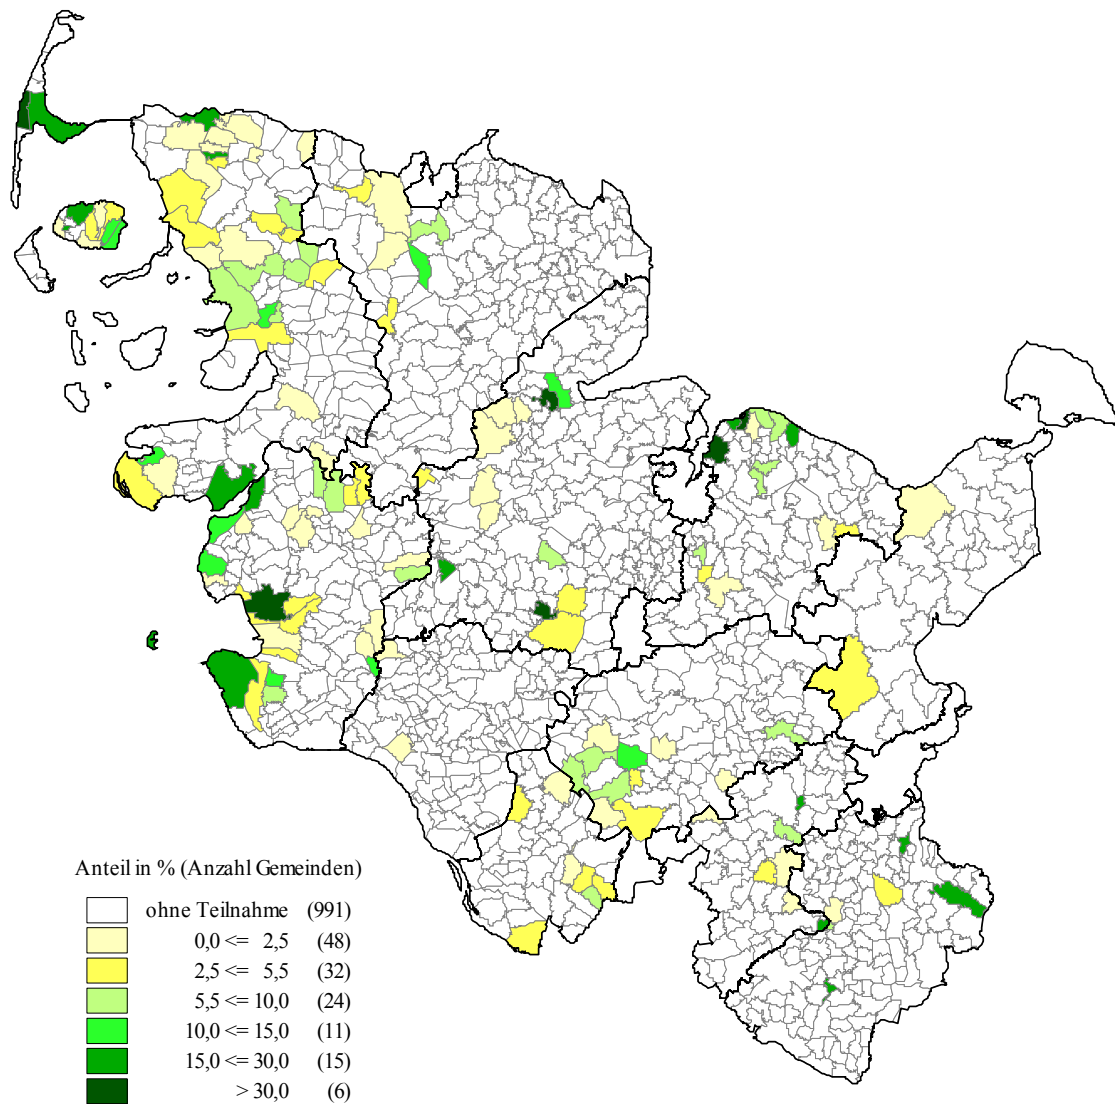 Anteil in % (Anzahl Gemeinden)
ohne Teilnahme (991)
0,0 <= 2,5 (48)
2,5 <= 5,5 (32)
5,5 <= 10,0 (24)
10,0 <= 15,0 (11)
15,0 <= 30,0 (15)
> 30,0 (6)